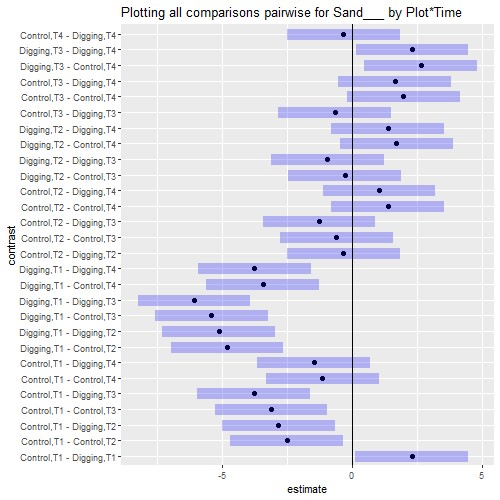 Plotting all comparisons pairwise for Sand___ by Plot*Time
Control,T4 - Digging,T4
Digging,T3 - Digging,T4
Digging,T3 - Control,T4
Control,T3 - Digging,T4
Control,T3 - Control,T4
Control,T3 - Digging,T3
Digging,T2 - Digging,T4
Digging,T2 - Control,T4
Digging,T2 - Digging,T3
Digging,T2 - Control,T3
Control,T2 - Digging,T4
Control,T2 - Control,T4
Control,T2 - Digging,T3
Control,T2 - Control,T3
Control,T2 - Digging,T2
Digging,T1 - Digging,T4
Digging,T1 - Control,T4
Digging,T1 - Digging,T3
Digging,T1 - Control,T3
Digging,T1 - Digging,T2
Digging,T1 - Control,T2
Control,T1 - Digging,T4
Control,T1 - Control,T4
Control,T1 - Digging,T3
Control,T1 - Control,T3
Control,T1 - Digging,T2
Control,T1 - Control,T2
Control,T1 - Digging,T1
contrast
-5 0 5
estimate